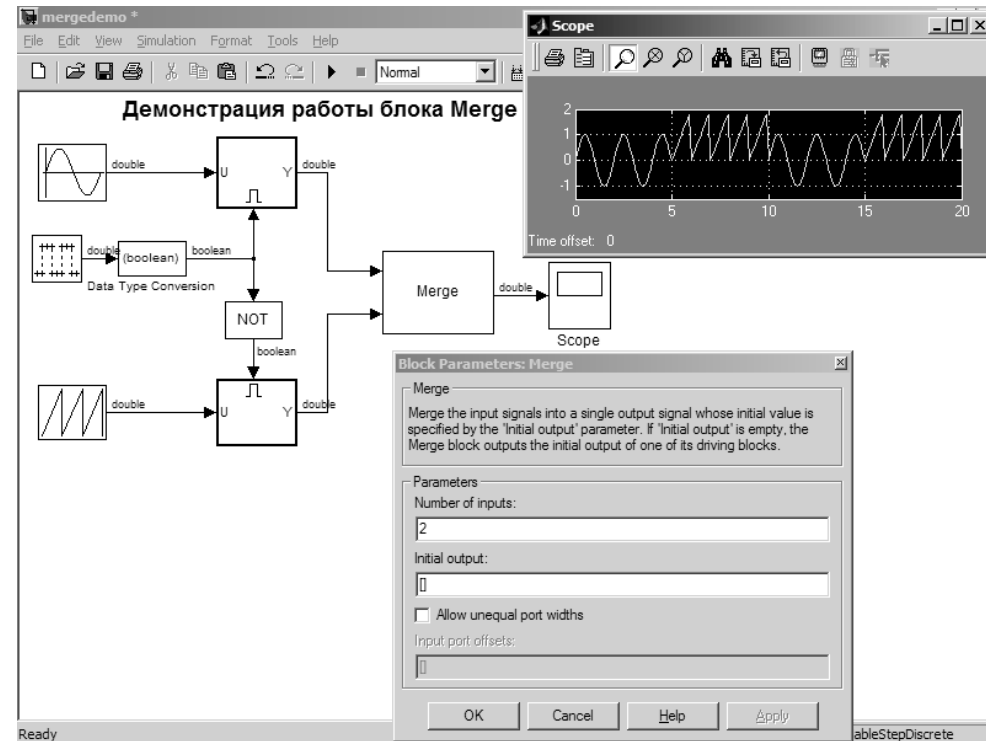 mergedemo *
File Edit View Simulation Format Tools Help
Normal
Демонстрация работы блока Merge
double
U
Y
double
double
(boolean)
boolean
Data Type Conversion
NOT
boolean
double
U
Y
double
Merge
double
Scope
Scope
2
1
0
-1
0 5 10 15 20
Time offset: 0
Block Parameters: Merge
Merge
Merge the input signals into a single output signal whose initial value is
specified by the 'Initial output' parameter. If 'Initial output' is empty, the
Merge block outputs the initial output of one of its driving blocks.
Parameters
Number of inputs:
2
Initial output:
[]
Allow unequal port widths
Input port offsets:
[]
OK Cancel Help Apply
Ready
ableStepDiscrete